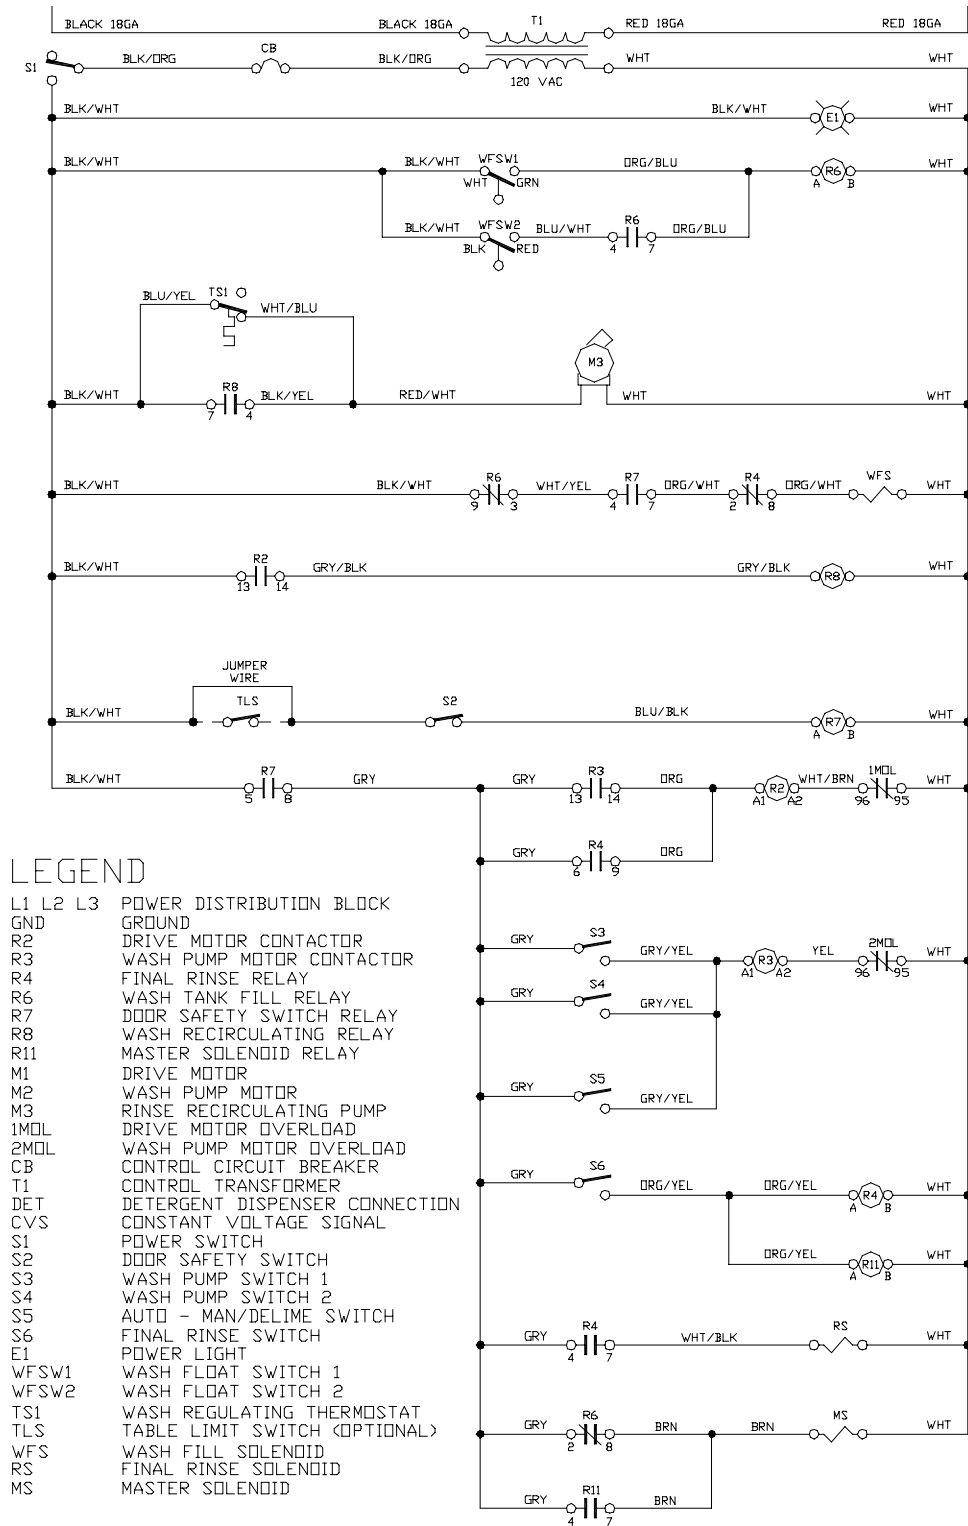 BLACK 18GA BLACK 18GA T1 RED 18GA RED 18GA
S1 BLK/ORG CB BLK/ORG WHT WHT
120 VAC
BLK/WHT BLK/WHT E1 WHT
BLK/WHT BLK/WHT WFSW1 ORG/BLU R6 WHT
WHT GRN A B
BLK/WHT WFSW2 BLU/WHT R6 ORG/BLU
BLK RED 4 7
BLU/YEL TS1 WHT/BLU
M3
BLK/WHT R8 BLK/YEL RED/WHT WHT WHT
7 4
BLK/WHT BLK/WHT R6 WHT/YEL R7 ORG/WHT R4 ORG/WHT WFS WHT
9 3 4 7 2 8
BLK/WHT R2 GRY/BLK GRY/BLK R8 WHT
13 14
JUMPER
WIRE
BLK/WHT TLS S2 BLU/BLK R7 WHT
A B
BLK/WHT R7 GRY GRY R3 ORG R2 WHT/BRN 1MOL WHT
5 8 13 14 A1 A2 96 95
GRY R4 ORG
6 9
GRY S3 GRY/YEL R3 YEL 2MOL WHT
A1 A2 96 95
GRY S4 GRY/YEL
GRY S5 GRY/YEL
GRY S6 ORG/YEL ORG/YEL R4 WHT
A B
ORG/YEL R11 WHT
A B
GRY R4 WHT/BLK RS WHT
4 7
GRY R6 BRN BRN MS WHT
2 8
GRY R11 BRN
4 7
LEGEND
L1 L2 L3 POWER DISTRIBUTION BLOCK
GND GROUND
R2 DRIVE MOTOR CONTACTOR
R3 WASH PUMP MOTOR CONTACTOR
R4 FINAL RINSE RELAY
R6 WASH TANK FILL RELAY
R7 DOOR SAFETY SWITCH RELAY
R8 WASH RECIRCULATING RELAY
R11 MASTER SOLENOID RELAY
M1 DRIVE MOTOR
M2 WASH PUMP MOTOR
M3 RINSE RECIRCULATING PUMP
1MOL DRIVE MOTOR OVERLOAD
2MOL WASH PUMP MOTOR OVERLOAD
CB CONTROL CIRCUIT BREAKER
T1 CONTROL TRANSFORMER
DET DETERGENT DISPENSER CONNECTION
CVS CONSTANT VOLTAGE SIGNAL
S1 POWER SWITCH
S2 DOOR SAFETY SWITCH
S3 WASH PUMP SWITCH 1
S4 WASH PUMP SWITCH 2
S5 AUTO - MAN/DELIME SWITCH
S6 FINAL RINSE SWITCH
E1 POWER LIGHT
WFSW1 WASH FLOAT SWITCH 1
WFSW2 WASH FLOAT SWITCH 2
TS1 WASH REGULATING THERMOSTAT
TLS TABLE LIMIT SWITCH (OPTIONAL)
WFS WASH FILL SOLENOID
RS FINAL RINSE SOLENOID
MS MASTER SOLENOID